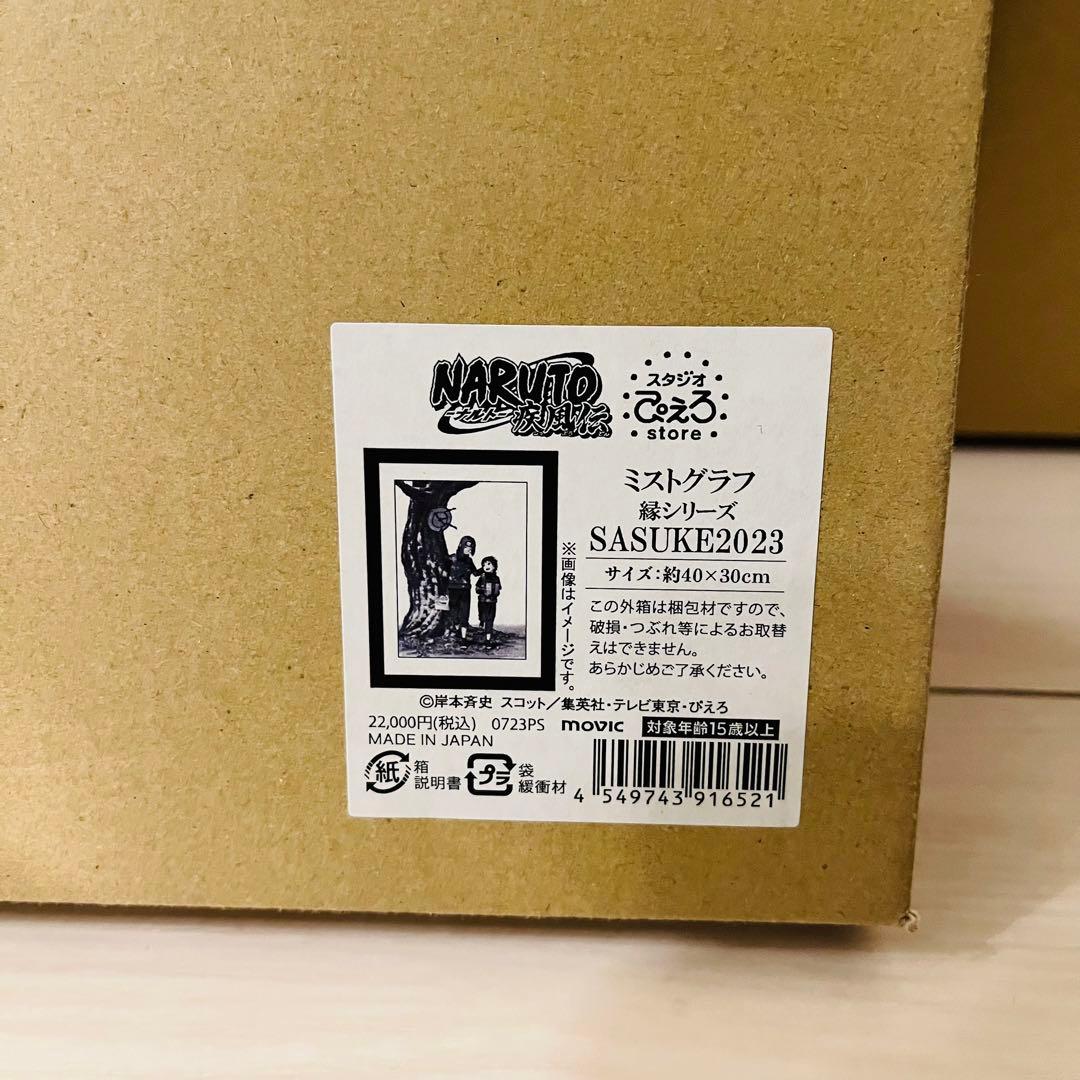 NARUTO
-ナルト-
疾風伝
スタジオ
ぴえろ
store
ミストグラフ
縁シリーズ
SASUKE2023
サイズ：約40×30cm
※画像はイメージです。
この外箱は梱包材ですので、
破損・つぶれ等によるお取替
えはできません。
あらかじめご了承ください。
©岸本斉史 スコット／集英社・テレビ東京・ぴえろ
22,000円(税込) 0723PS movic 対象年齢15歳以上
MADE IN JAPAN
紙 箱
説明書
プラ 袋
緩衝材
4 549743 916521